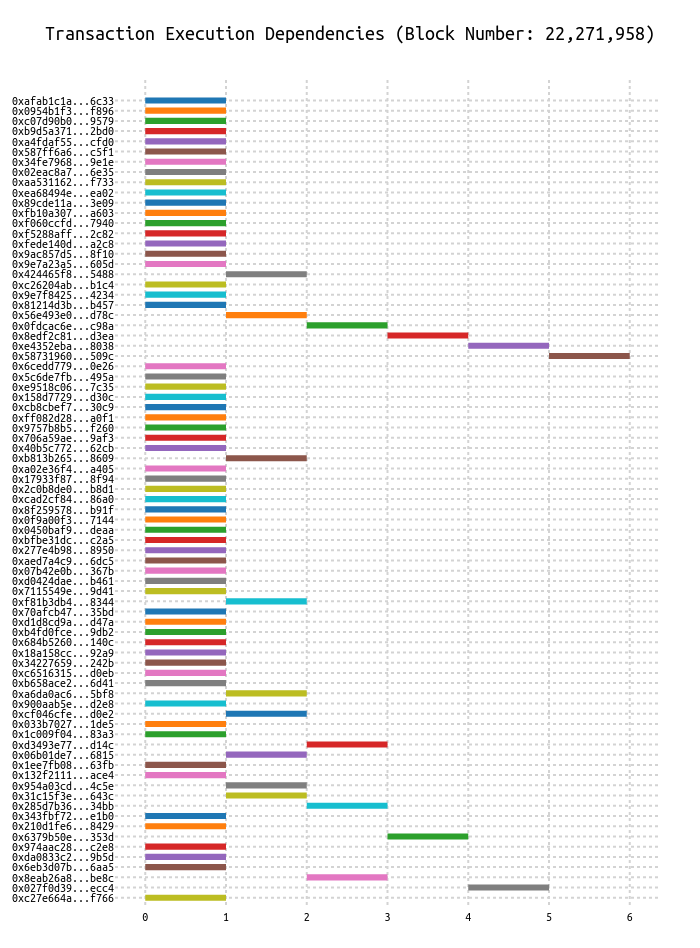 Transaction Execution Dependencies (Block Number: 22,271,958)
0xafab1c1a...6c33
0x0954b1f3...f896
0xc07d90b0...9579
0xb9d5a371...2bd0
0xa4fdaf55...cfd0
0x587ff6a6...c5f1
0x34fe7968...9e1e
0x02eac8a7...6e35
0xaa531162...f733
0xea68494e...ea02
0x89cde11a...3e09
0xfb10a307...a603
0xf060ccfd...7940
0xf5288aff...2c82
0xfede140d...a2c8
0x9ac857d5...8f10
0x9e7a23a5...605d
0x424465f8...5488
0xc26204ab...b1c4
0x9e7f8425...4234
0x81214d3b...b457
0x56e493e0...d78c
0x0fdcac6e...c98a
0x8edf2c81...d3ea
0xe4352eba...8038
0x58731960...509c
0x6cedd779...0e26
0x5c6de7fb...495a
0xe9518c06...7c35
0x158d7729...d30c
0xcb8cbef7...30c9
0xff082d28...a0f1
0x9757b8b5...f260
0x706a59ae...9af3
0x40b5c772...62cb
0xb813b265...8609
0xa02e36f4...a405
0x17933f87...8f94
0x2c0b8de0...b8d1
0xcad2cf84...86a0
0x8f259578...b91f
0x0f9a00f3...7144
0x0450baf9...deaa
0xbfbe31dc...c2a5
0x277e4b98...8950
0xaed7a4c9...6dc5
0x07b42e0b...367b
0xd0424dae...b461
0x7115549e...9d41
0xf81b3db4...8344
0x70afcb47...35bd
0xd1d8cd9a...d47a
0xb4fd0fce...9db2
0x684b5260...140c
0x18a158cc...92a9
0x34227659...242b
0xc6516315...d0eb
0xb658ace2...6d41
0xa6da0ac6...5bf8
0x900aab5e...d2e8
0xcf046cfe...d0e2
0x033b7027...1de5
0x1c009f04...83a3
0xd3493e77...d14c
0x06b01de7...6815
0x1ee7fb08...63fb
0x132f2111...ace4
0x954a03cd...4c5e
0x31c15f3e...643c
0x285d7b36...34bb
0x343fbf72...e1b0
0x210d1fe6...8429
0x6379b50e...353d
0x974aac28...c2e8
0xda0833c2...9b5d
0x6eb3d07b...6aa5
0x8eab26a8...be8c
0x027f0d39...ecc4
0xc27e664a...f766
0 1 2 3 4 5 6